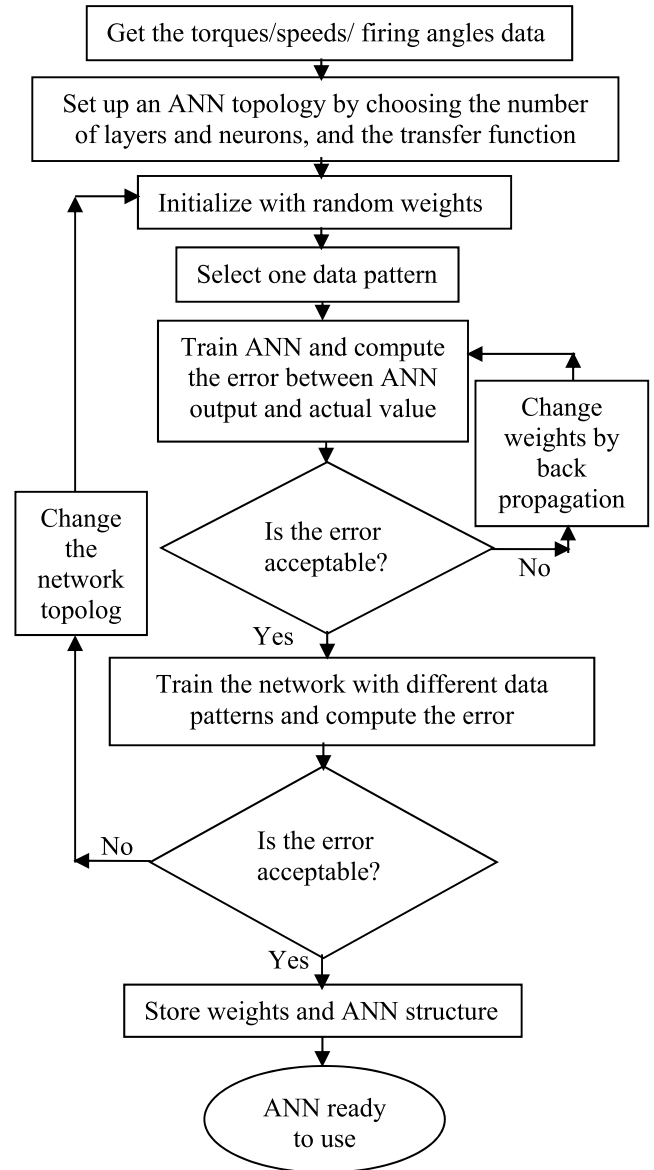 Get the torques/speeds/ firing angles data
Set up an ANN topology by choosing the number
of layers and neurons, and the transfer function
Initialize with random weights
Select one data pattern
Train ANN and compute
the error between ANN
output and actual value
Change
weights by
back
propagation
Is the error
acceptable?
No
Change
the
network
topolog
Yes
Train the network with different data
patterns and compute the error
Is the error
acceptable?
No
Yes
Store weights and ANN structure
ANN ready
to use